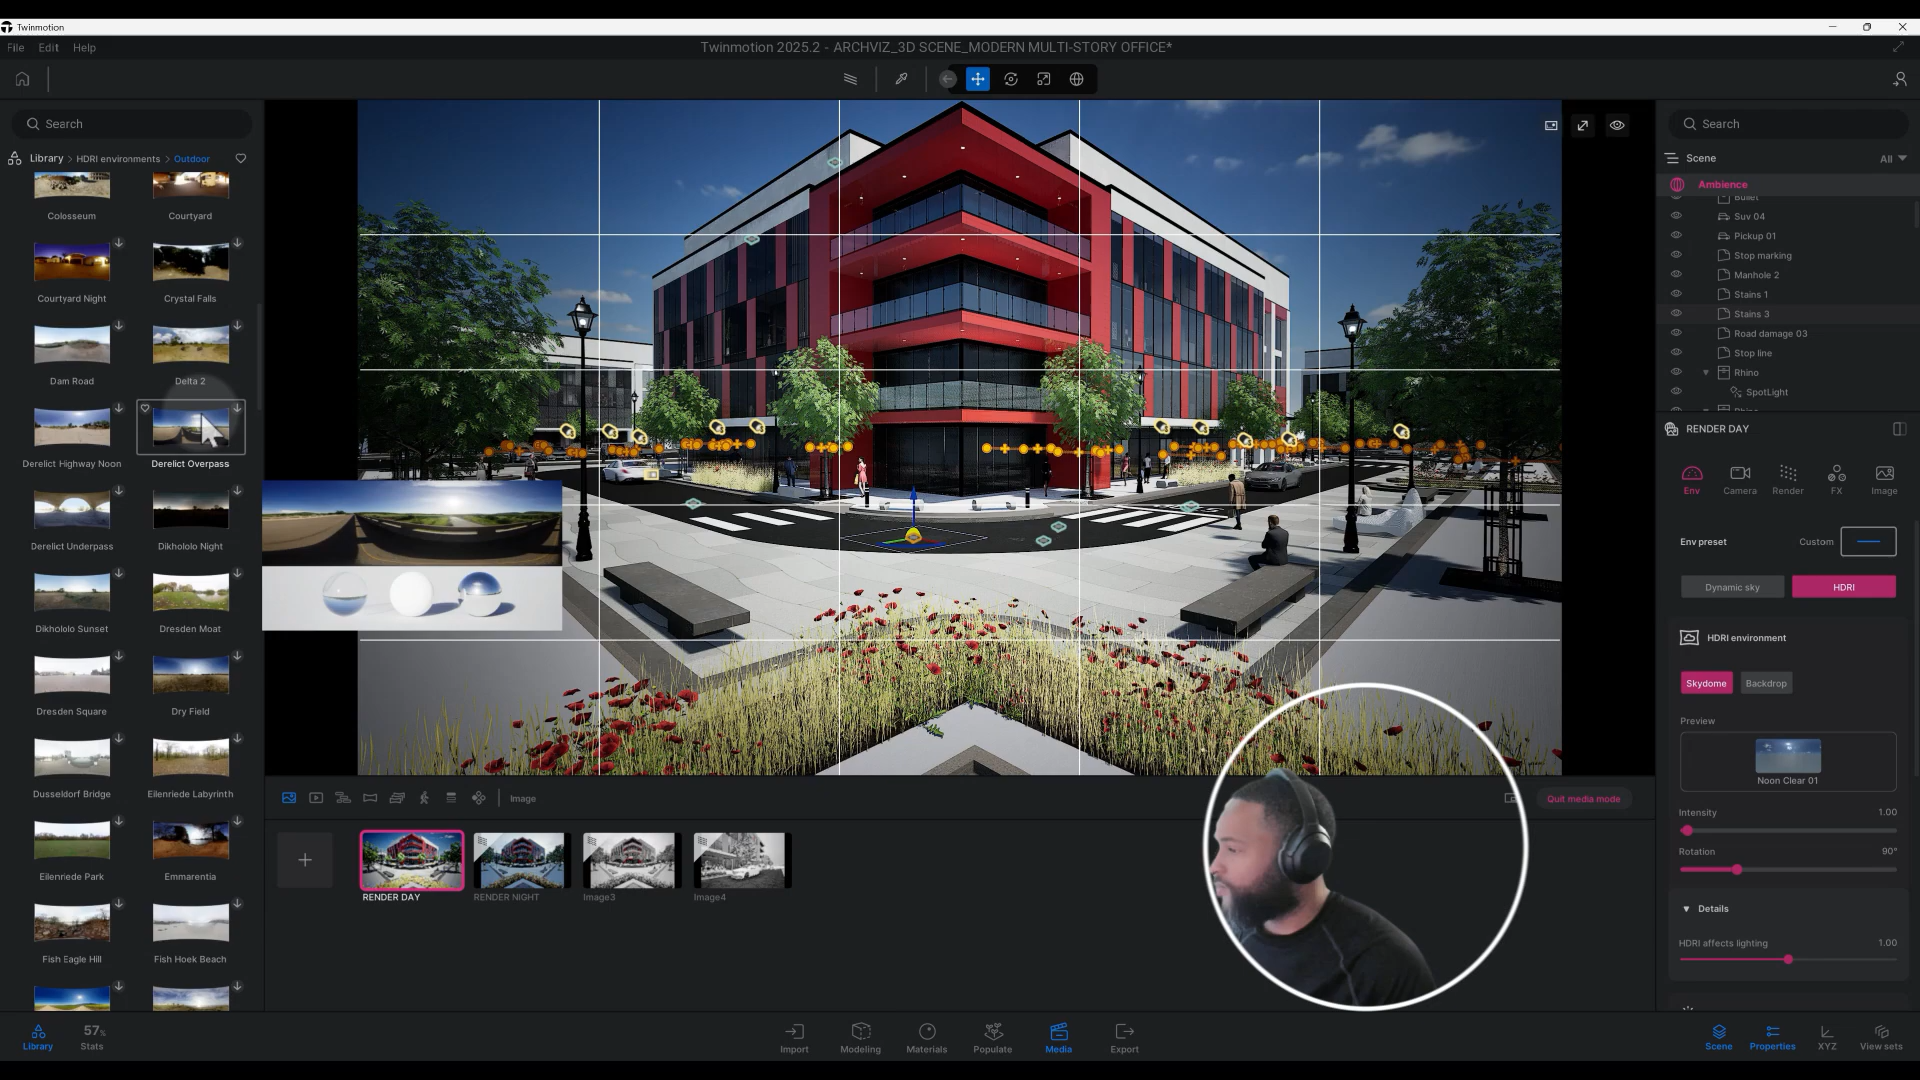 Twinmotion
File Edit Help
Twinmotion 2025.2 - ARCHVIZ_3D SCENE_MODERN MULTI-STORY OFFICE*
Search
Library > HDRI environments > Outdoor
Colosseum
Courtyard
Courtyard Night
Crystal Falls
Dam Road
Delta 2
Derelict Highway Noon
Derelict Overpass
Derelict Underpass
Dikhololo Night
Dikhololo Sunset
Dresden Moat
Dresden Square
Dry Field
Dusseldorf Bridge
Eilenriede Labyrinth
Eilenriede Park
Emmarentia
Fish Eagle Hill
Fish Hoek Beach
Image
Quit media mode
RENDER DAY
RENDER NIGHT
Image3
Image4
Search
Scene
All
Ambience
Bullet
Suv 04
Pickup 01
Stop marking
Manhole 2
Stains 1
Stains 3
Road damage 03
Stop line
Rhino
SpotLight
RENDER DAY
Env
Camera
Render
FX
Image
Env preset
Custom
Dynamic sky
HDRI
HDRI environment
Skydome
Backdrop
Preview
Noon Clear 01
Intensity
1.00
Rotation
90°
Details
HDRI affects lighting
1.00
Library
57%
Stats
Import
Modeling
Materials
Populate
Media
Export
Scene
Properties
XYZ
View sets